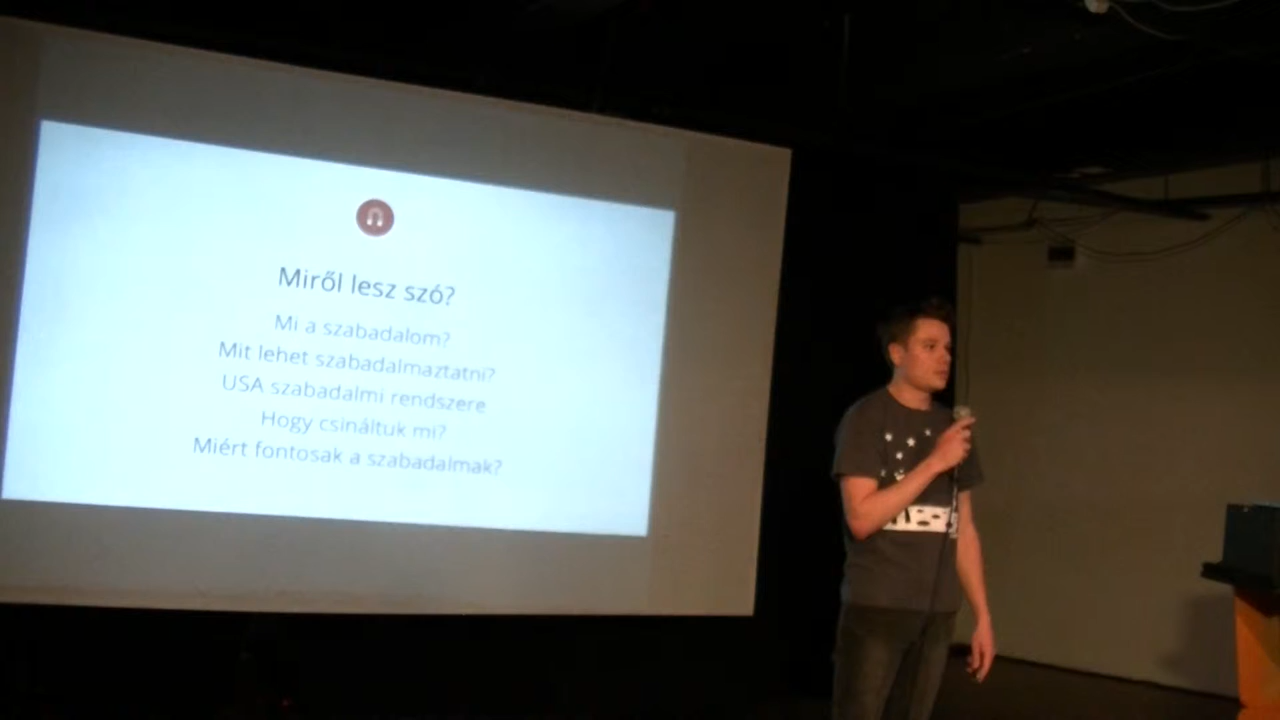 Miről lesz szó?
Mi a szabadalom?
Mit lehet szabadalmaztatni?
USA szabadalmi rendszere
Hogy csináltuk mi?
Miért fontosak a szabadalmak?